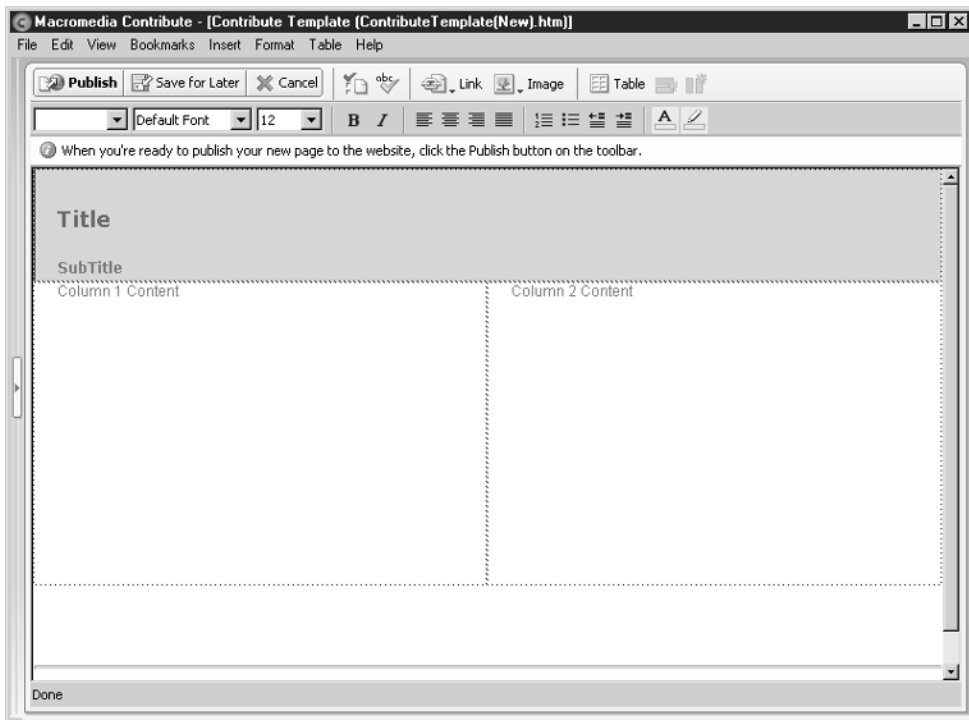 Macromedia Contribute - [Contribute Template (ContributeTemplate(New).htm)]
File Edit View Bookmarks Insert Format Table Help
Publish Save for Later Cancel abc Link Image Table
Default Font 12 B I A
When you're ready to publish your new page to the website, click the Publish button on the toolbar.
Title
SubTitle
Column 1 Content Column 2 Content
Done